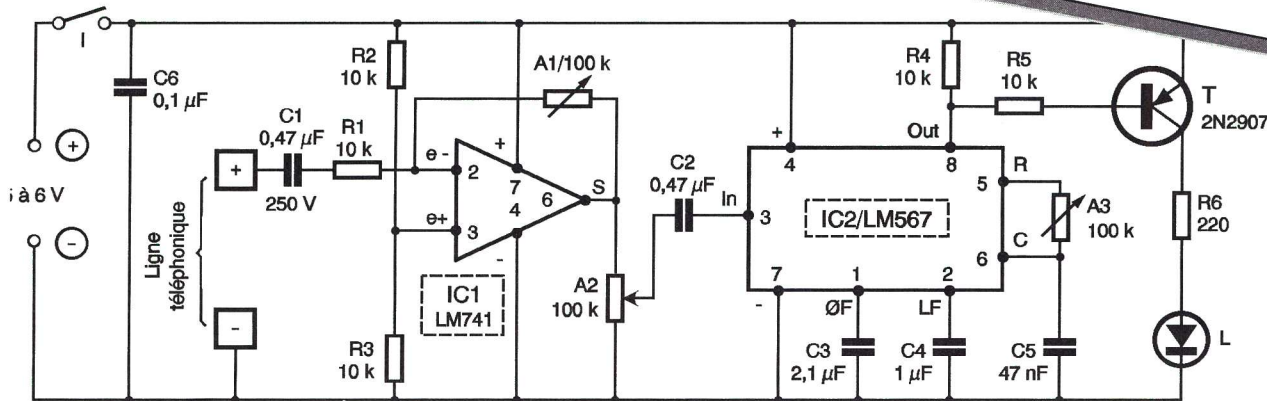 I
C6
0,1 µF
+
5 à 6 V
-
Ligne
téléphonique
+
-
C1
0,47 µF
250 V
R1
10 k
R2
10 k
R3
10 k
A1/100 k
e -
e+
2
3
+
7
4
6
-
S
IC1
LM741
A2
100 k
C2
0,47 µF
In
3
+
4
Out
8
R4
10 k
R5
10 k
IC2/LM567
5
R
6
C
7
-
1
ØF
2
LF
C3
2,1 µF
C4
1 µF
C5
47 nF
A3
100 k
T
2N2907
R6
220
L